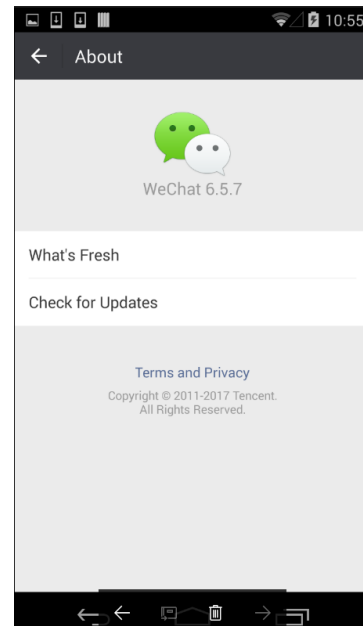 10:55
About
WeChat 6.5.7
What's Fresh
Check for Updates
Terms and Privacy
Copyright © 2011-2017 Tencent.
All Rights Reserved.